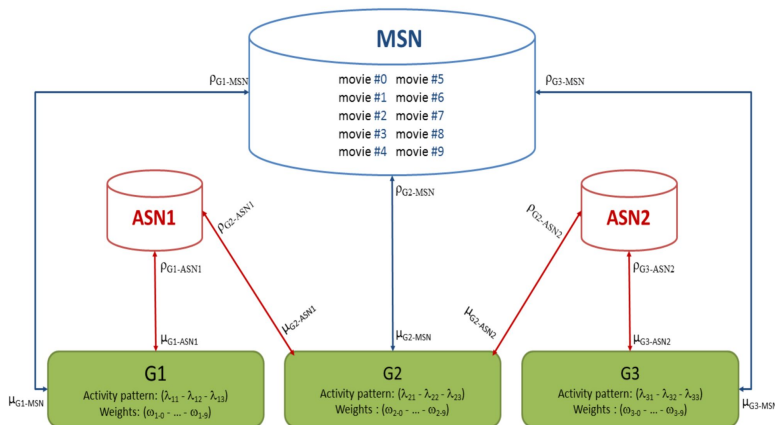 MSN
movie #0 movie #5
movie #1 movie #6
movie #2 movie #7
movie #3 movie #8
movie #4 movie #9
ρG1-MSN
ρG3-MSN
ρG2-MSN
ASN1
ASN2
ρG2-ASN1
ρG2-ASN2
ρG1-ASN1
ρG3-ASN2
μG1-ASN1
μG2-ASN1
μG2-MSN
μG2-ASN2
μG3-ASN2
G1
Activity pattern: (λ11 - λ12 - λ13)
Weights: (ω1-0 - ... - ω1-9)
G2
Activity pattern: (λ21 - λ22 - λ23)
Weights : (ω2-0 - ... - ω2-9)
G3
Activity pattern: (λ31 - λ32 - λ33)
Weights : (ω3-0 - ... - ω3-9)
μG1-MSN
μG3-MSN